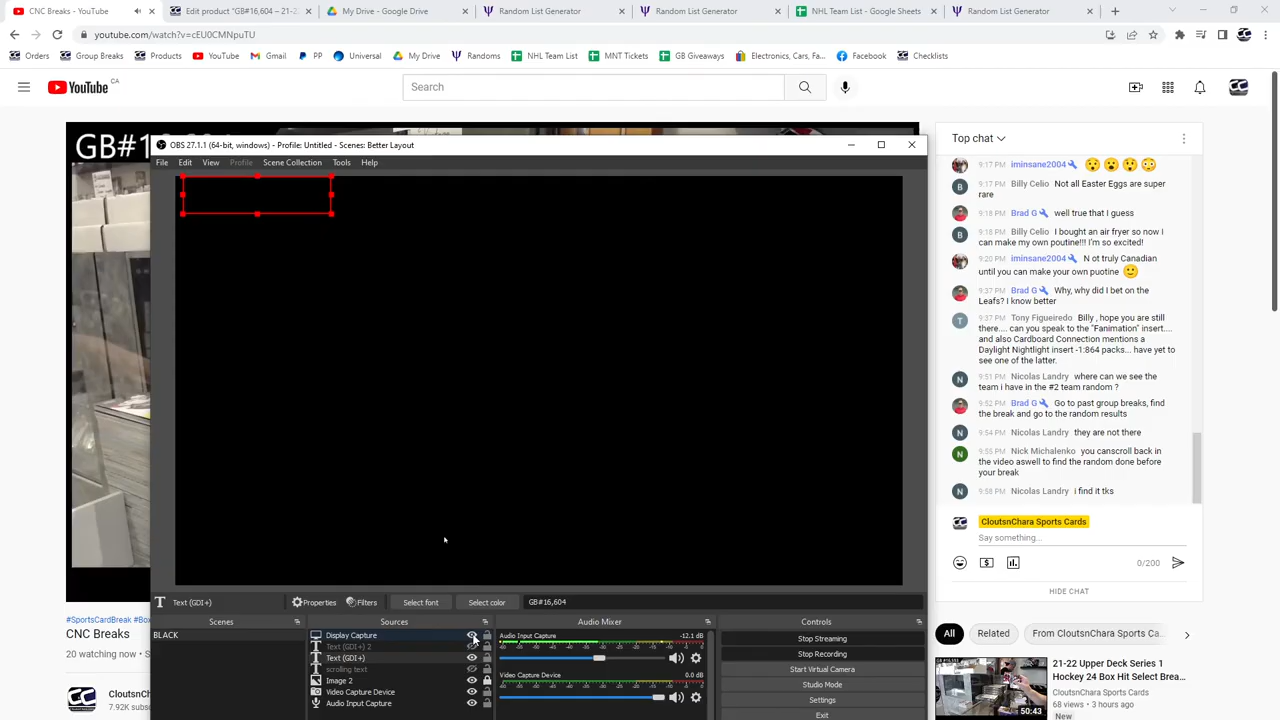 CNC Breaks - YouTube
Edit product “GB#16,604 – 21-2
My Drive - Google Drive
Random List Generator
Random List Generator
NHL Team List - Google Sheets
Random List Generator
youtube.com/watch?v=cEU0CMNpuTU
Orders
Group Breaks
Products
YouTube
Gmail
PP
Universal
My Drive
Randoms
NHL Team List
MNT Tickets
GB Giveaways
Electronics, Cars, Fa...
Facebook
Checklists
YouTube CA
Search
GB#
Top chat
9:17 PM iminsane2004
9:17 PM Billy Celio Not all Easter Eggs are super
rare
9:18 PM Brad G well true that I guess
9:18 PM Billy Celio I bought an air fryer so now I
can make my own poutine!!! I'm so excited!
9:20 PM iminsane2004 N ot truly Canadian
until you can make your own puotine
9:37 PM Brad G Why, why did I bet on the
Leafs? I know better
9:37 PM Tony Figueiredo Billy , hope you are still
there.... can you speak to the "Fanimation" insert....
and also Cardboard Connection mentions a
Daylight Nightlight insert -1:864 packs... have yet to
see one of the latter.
9:51 PM Nicolas Landry where can we see the
team i have in the #2 team random ?
9:52 PM Brad G Go to past group breaks, find
the break and go to the random results
9:54 PM Nicolas Landry they are not there
9:55 PM Nick Michalenko you canscroll back in
the video aswell to find the random done before
your break
9:58 PM Nicolas Landry i find it tks
CloutsnChara Sports Cards
Say something...
0/200
HIDE CHAT
All
Related
From CloutsnChara Sports Ca...
21-22 Upper Deck Series 1
Hockey 24 Box Hit Select Brea...
CloutsnChara Sports Cards
68 views • 3 hours ago
New
50:43
OBS 27.1.1 (64-bit, windows) - Profile: Untitled - Scenes: Better Layout
File
Edit
View
Profile
Scene Collection
Tools
Help
Text (GDI+)
Properties
Filters
Select font
Select color
GB#16,604
Scenes
BLACK
Sources
Display Capture
Text (GDI+) 2
Text (GDI+)
scrolling text
Image 2
Video Capture Device
Audio Input Capture
Audio Mixer
Audio Input Capture
-12.1 dB
Video Capture Device
0.0 dB
Controls
Stop Streaming
Stop Recording
Start Virtual Camera
Studio Mode
Settings
Exit
#SportsCardBreak #Box
CNC Breaks
20 watching now •
CloutsnCh
7.92K sub